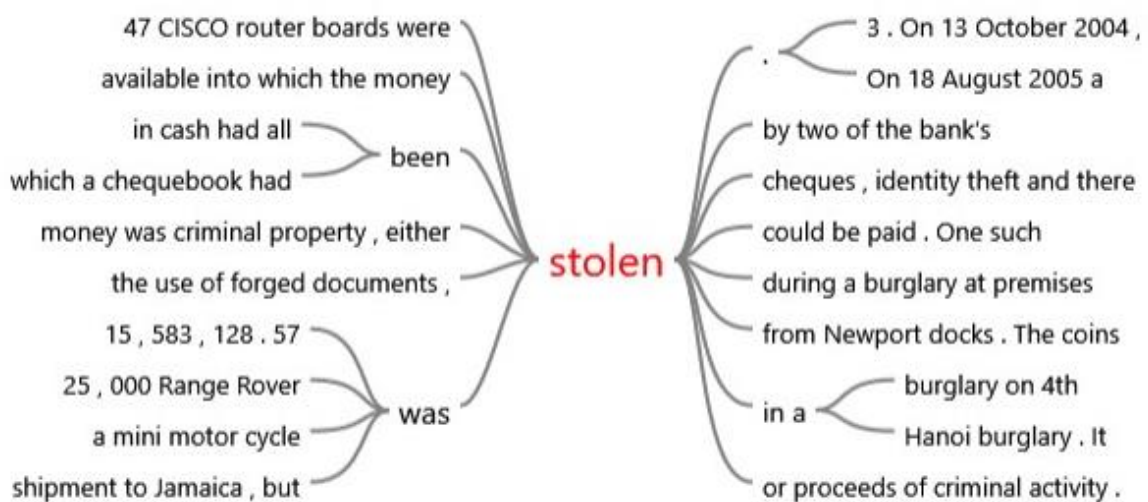 47 CISCO router boards were
available into which the money
in cash had all
been
which a chequebook had
money was criminal property , either
the use of forged documents ,
15 , 583 , 128 . 57
25 , 000 Range Rover
was
a mini motor cycle
shipment to Jamaica , but
stolen
3 . On 13 October 2004 ,
.
On 18 August 2005 a
by two of the bank's
cheques , identity theft and there
could be paid . One such
during a burglary at premises
from Newport docks . The coins
burglary on 4th
in a
Hanoi burglary . It
or proceeds of criminal activity .